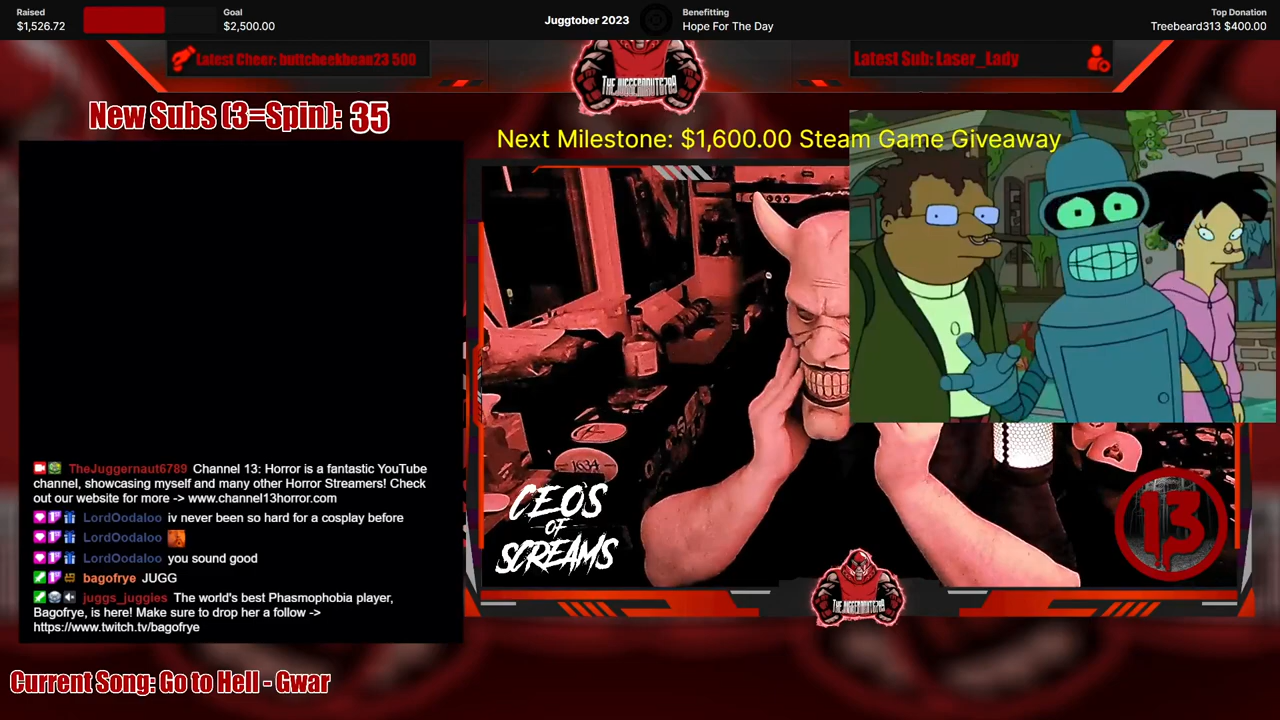 Raised
$1,526.72
Goal
$2,500.00
Juggtober 2023
Benefitting
Hope For The Day
Top Donation
Treebeard313 $400.00
Latest Cheer: buttcheekbean23 500
THEJUGGERNAUT6789
Latest Sub: Laser_Lady
New Subs (3=Spin): 35
Next Milestone: $1,600.00 Steam Game Giveaway
TheJuggernaut6789 Channel 13: Horror is a fantastic YouTube
channel, showcasing myself and many other Horror Streamers! Check
out our website for more -> www.channel13horror.com
LordOodaloo iv never been so hard for a cosplay before
LordOodaloo
LordOodaloo you sound good
bagofrye JUGG
juggs_juggies The world's best Phasmophobia player,
Bagofrye, is here! Make sure to drop her a follow ->
https://www.twitch.tv/bagofrye
1834
CEO'S
OF
SCREAMS
13
THEJUGGERNAUT6789
Current Song: Go to Hell - Gwar